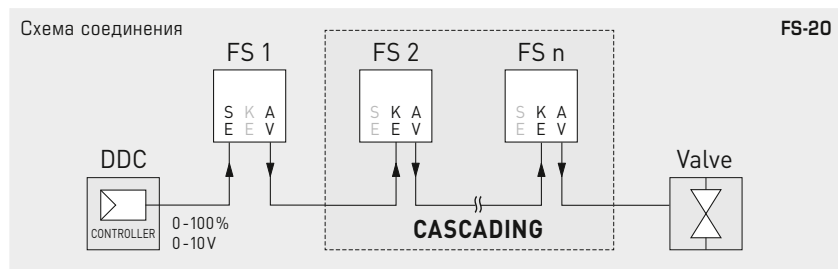 Схема соединения
FS-20
FS 1
FS 2
FS n
S K A
E E V
S K A
E E V
S K A
E E V
DDC
Valve
CONTROLLER
0-100%
0-10V
CASCADING